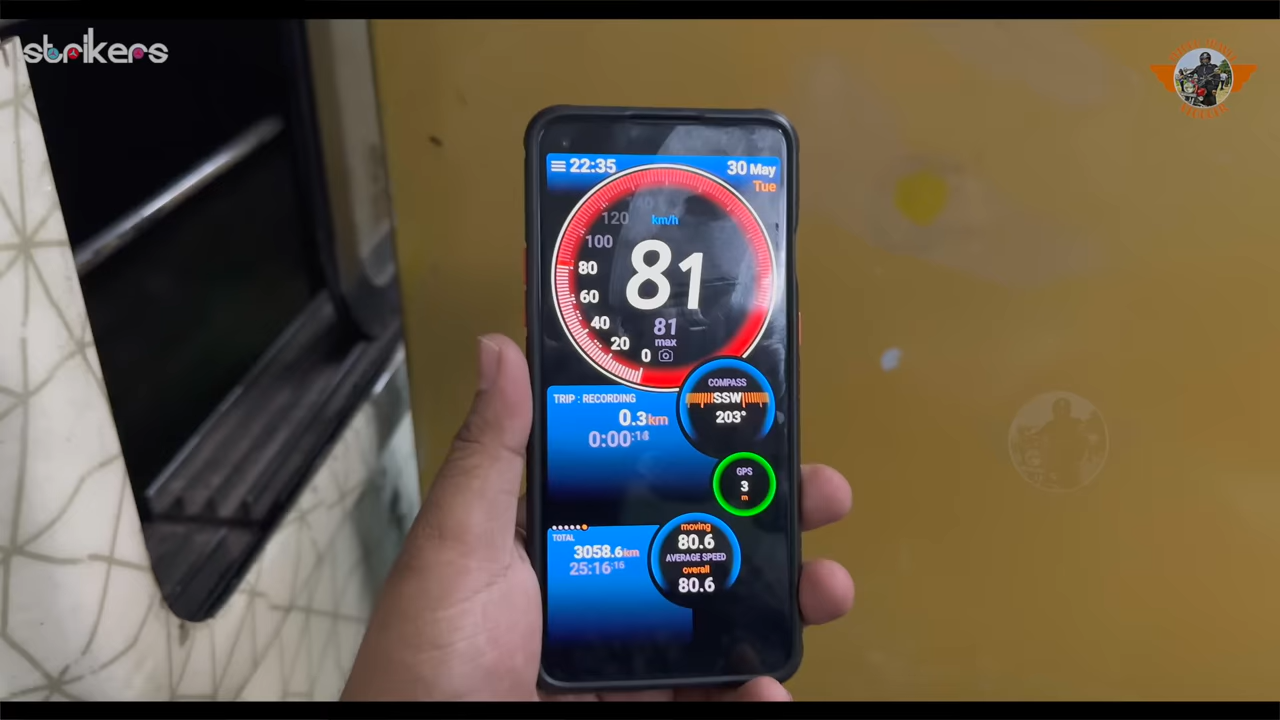 strikers
22:35
30 May
Tue
140
120
km/h
100
80
81
60
40
81
20
max
0
COMPASS
SSW
203°
TRIP : RECORDING
0.3km
0:00:14
GPS
3
m
TOTAL
3058.6km
25:16:16
moving
80.6
AVERAGE SPEED
overall
80.6